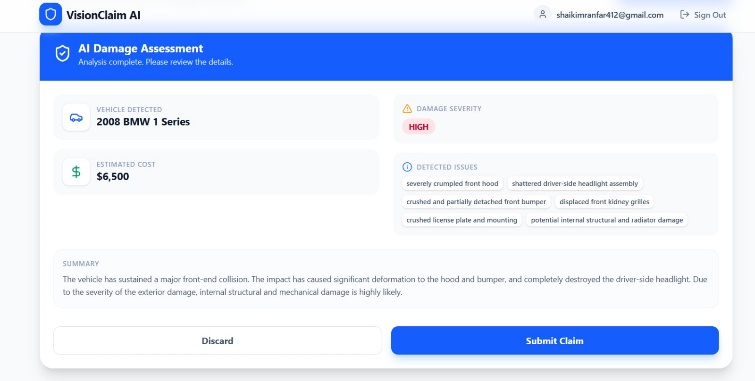 VisionClaim AI
shaikimranfar412@gmail.com
Sign Out
AI Damage Assessment
Analysis complete. Please review the details.
VEHICLE DETECTED
2008 BMW 1 Series
ESTIMATED COST
$6,500
DAMAGE SEVERITY
HIGH
DETECTED ISSUES
severely crumpled front hood
shattered driver-side headlight assembly
crushed and partially detached front bumper
displaced front kidney grilles
crushed license plate and mounting
potential internal structural and radiator damage
SUMMARY
The vehicle has sustained a major front-end collision. The impact has caused significant deformation to the hood and bumper, and completely destroyed the driver-side headlight. Due
to the severity of the exterior damage, internal structural and mechanical damage is highly likely.
Discard
Submit Claim